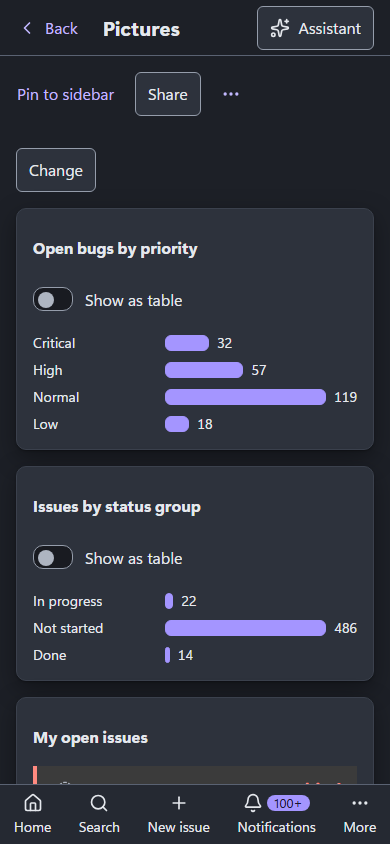 Back
Pictures
Assistant
Pin to sidebar
Share
Change
Open bugs by priority
Show as table
Critical 32
High 57
Normal 119
Low 18
Issues by status group
Show as table
In progress 22
Not started 486
Done 14
My open issues
100+
Home
Search
New issue
Notifications
More